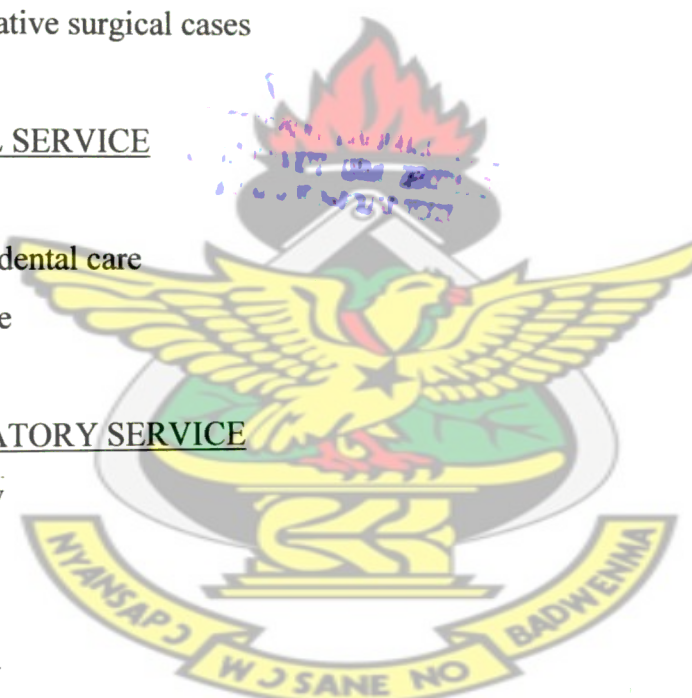 ative surgical cases
SERVICE
dental care
ATORY SERVICE
NYANSAPƆ WƆSANE NO BADWENMA